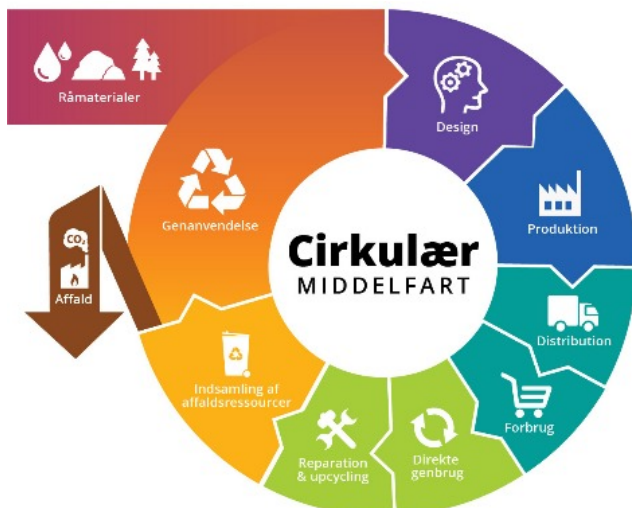 Råmaterialer
Design
Genanvendelse
Produktion
Cirkulær
MIDDELFART
CO₂
Affald
Distribution
Forbrug
Indsamling af
affaldsressourcer
Reparation
& upcycling
Direkte
genbrug